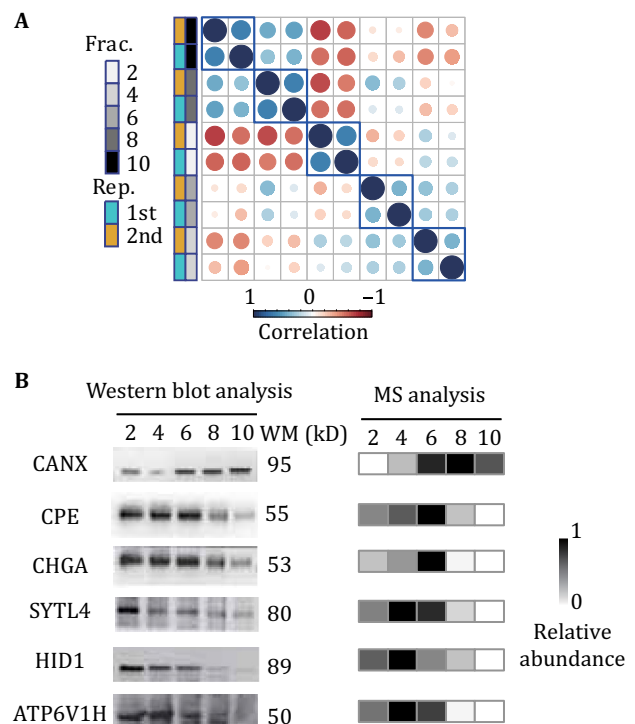 A
Frac.
2
4
6
8
10
Rep.
1st
2nd
1 0 −1
Correlation
B
Western blot analysis MS analysis
2 4 6 8 10 WM (kD) 2 4 6 8 10
CANX 95
CPE 55
CHGA 53
SYTL4 80
HID1 89
ATP6V1H 50
1
0
Relative
abundance